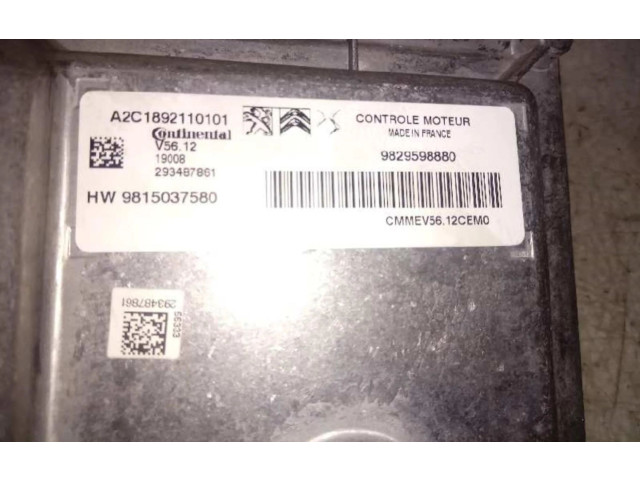 A2C1892110101
Continental
V56.12
19008
293487861
HW 9815037580
CONTROLE MOTEUR
MADE IN FRANCE
9829598880
CMMEV56.12CEM0
293487861
56333